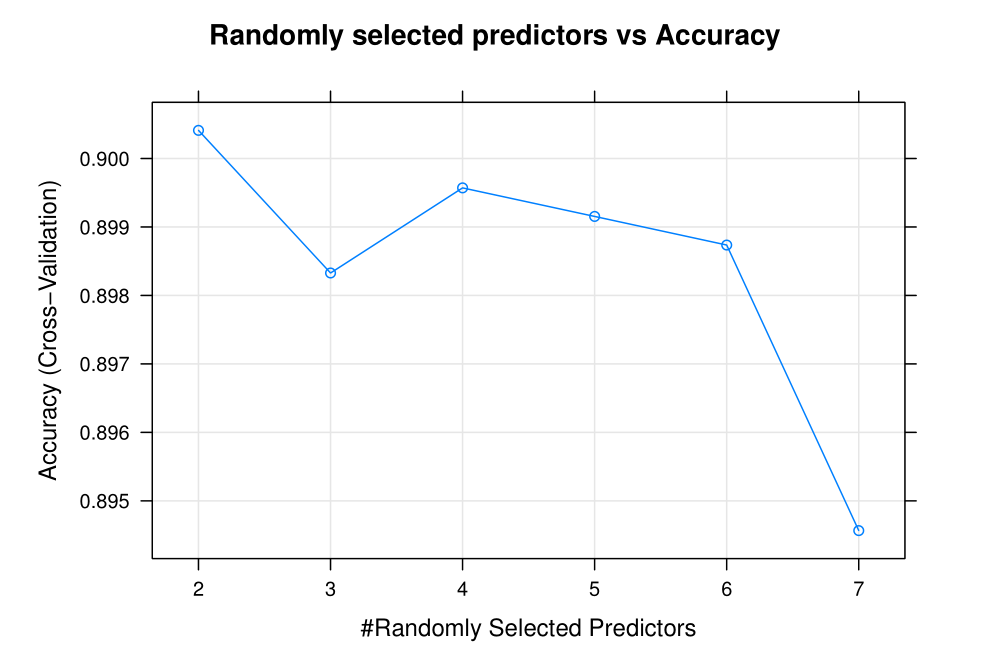 Randomly selected predictors vs Accuracy
Accuracy (Cross−Validation)
0.900
0.899
0.898
0.897
0.896
0.895
2 3 4 5 6 7
#Randomly Selected Predictors